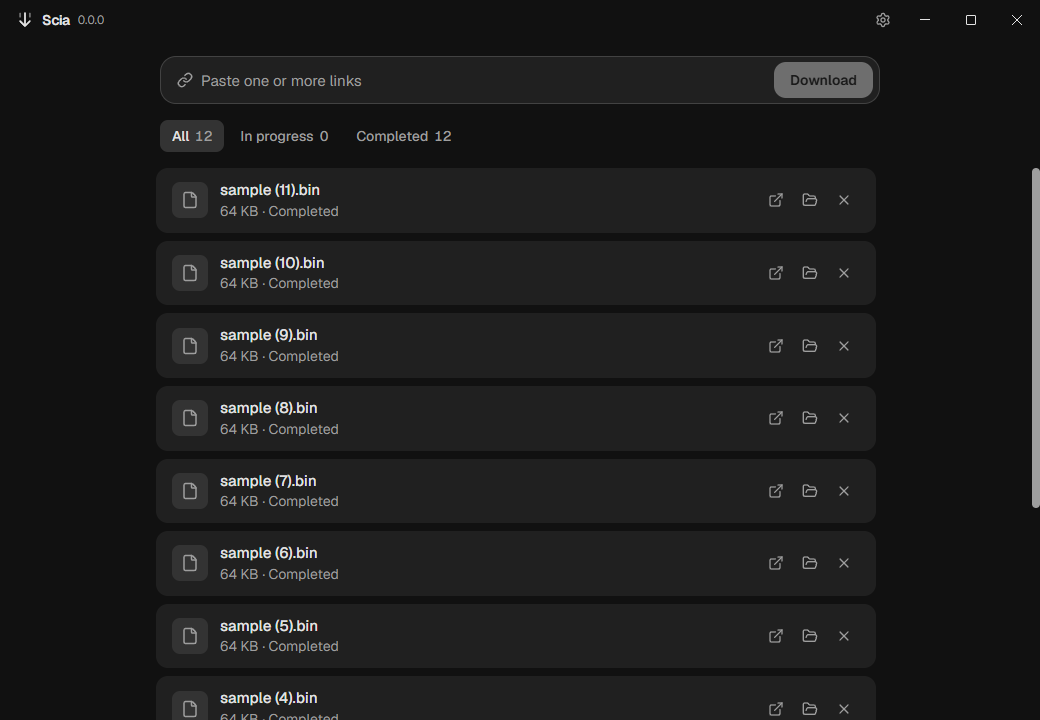 Scia 0.0.0
Paste one or more links
Download
All 12 In progress 0 Completed 12
sample (11).bin
64 KB · Completed
sample (10).bin
64 KB · Completed
sample (9).bin
64 KB · Completed
sample (8).bin
64 KB · Completed
sample (7).bin
64 KB · Completed
sample (6).bin
64 KB · Completed
sample (5).bin
64 KB · Completed
sample (4).bin
64 KB · Completed